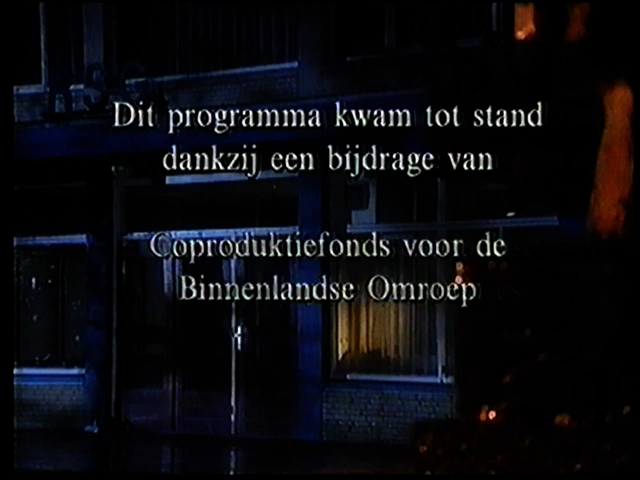 Dit programma kwam tot stand
dankzij een bijdrage van
Coproduktiefonds voor de
Binnenlandse Omroep